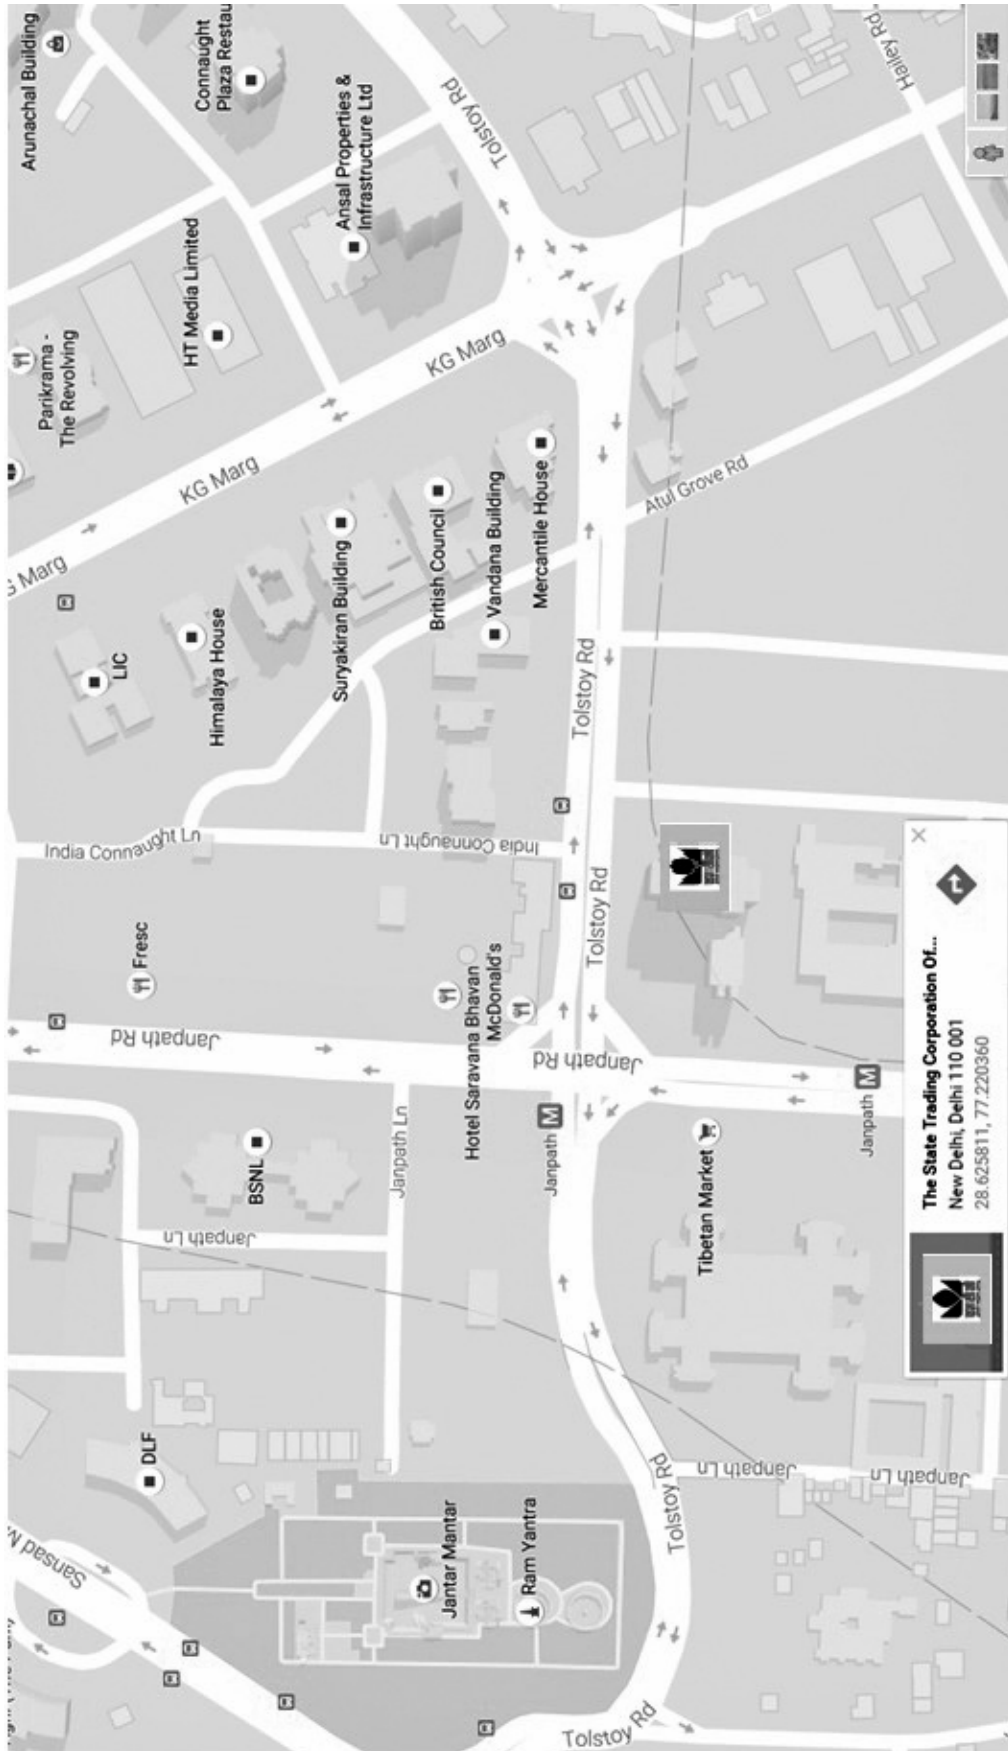 Arunachal Building
Connaught
Plaza Restau
Hailey Rd
Tolstoy Rd
Ansal Properties &
Infrastructure Ltd
HT Media Limited
Parikrama -
The Revolving
KG Marg
KG Marg
G Marg
LIC
Himalaya House
Suryakiran Building
British Council
Vandana Building
Mercantile House
Atul Grove Rd
Tolstoy Rd
India Connaught Ln
India Connaught Ln
Tolstoy Rd
Fresc
Hotel Saravana Bhavan
McDonald's
Janpath Rd
Janpath Rd
BSNL
Janpath Ln
Janpath Ln
M
Janpath
M
Janpath
Tibetan Market
DLF
Sansad M
Jantar Mantar
Ram Yantra
Tolstoy Rd
Janpath Ln
Janpath Ln
Tolstoy Rd
The State Trading Corporation Of...
New Delhi, Delhi 110 001
28.625811, 77.220360